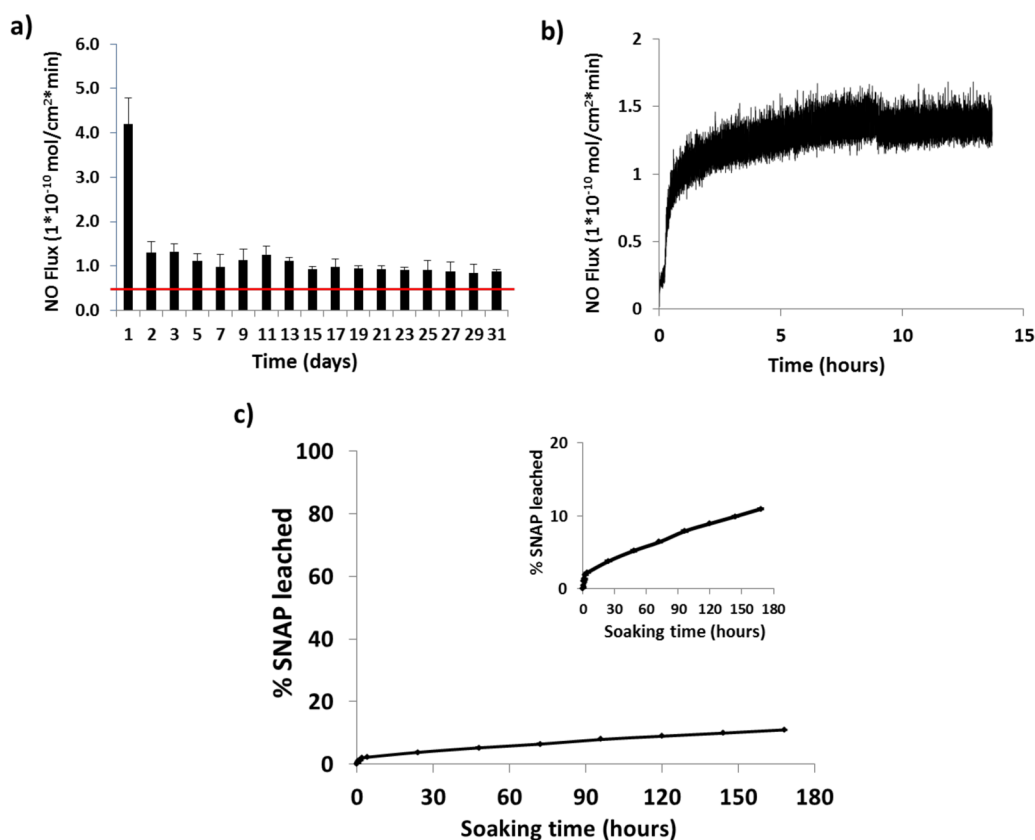 a)
NO Flux (1*10⁻¹⁰ mol/cm²*min)
6.0
5.0
4.0
3.0
2.0
1.0
0.0
1 2 3 5 7 9 11 13 15 17 19 21 23 25 27 29 31
Time (days)
b)
NO Flux (1*10⁻¹⁰ mol/cm²*min)
2
1.5
1
0.5
0
0 5 10 15
Time (hours)
c)
% SNAP leached
100
80
60
40
20
0
0 30 60 90 120 150 180
Soaking time (hours)
% SNAP leached
20
10
0
0 30 60 90 120 150 180
Soaking time (hours)